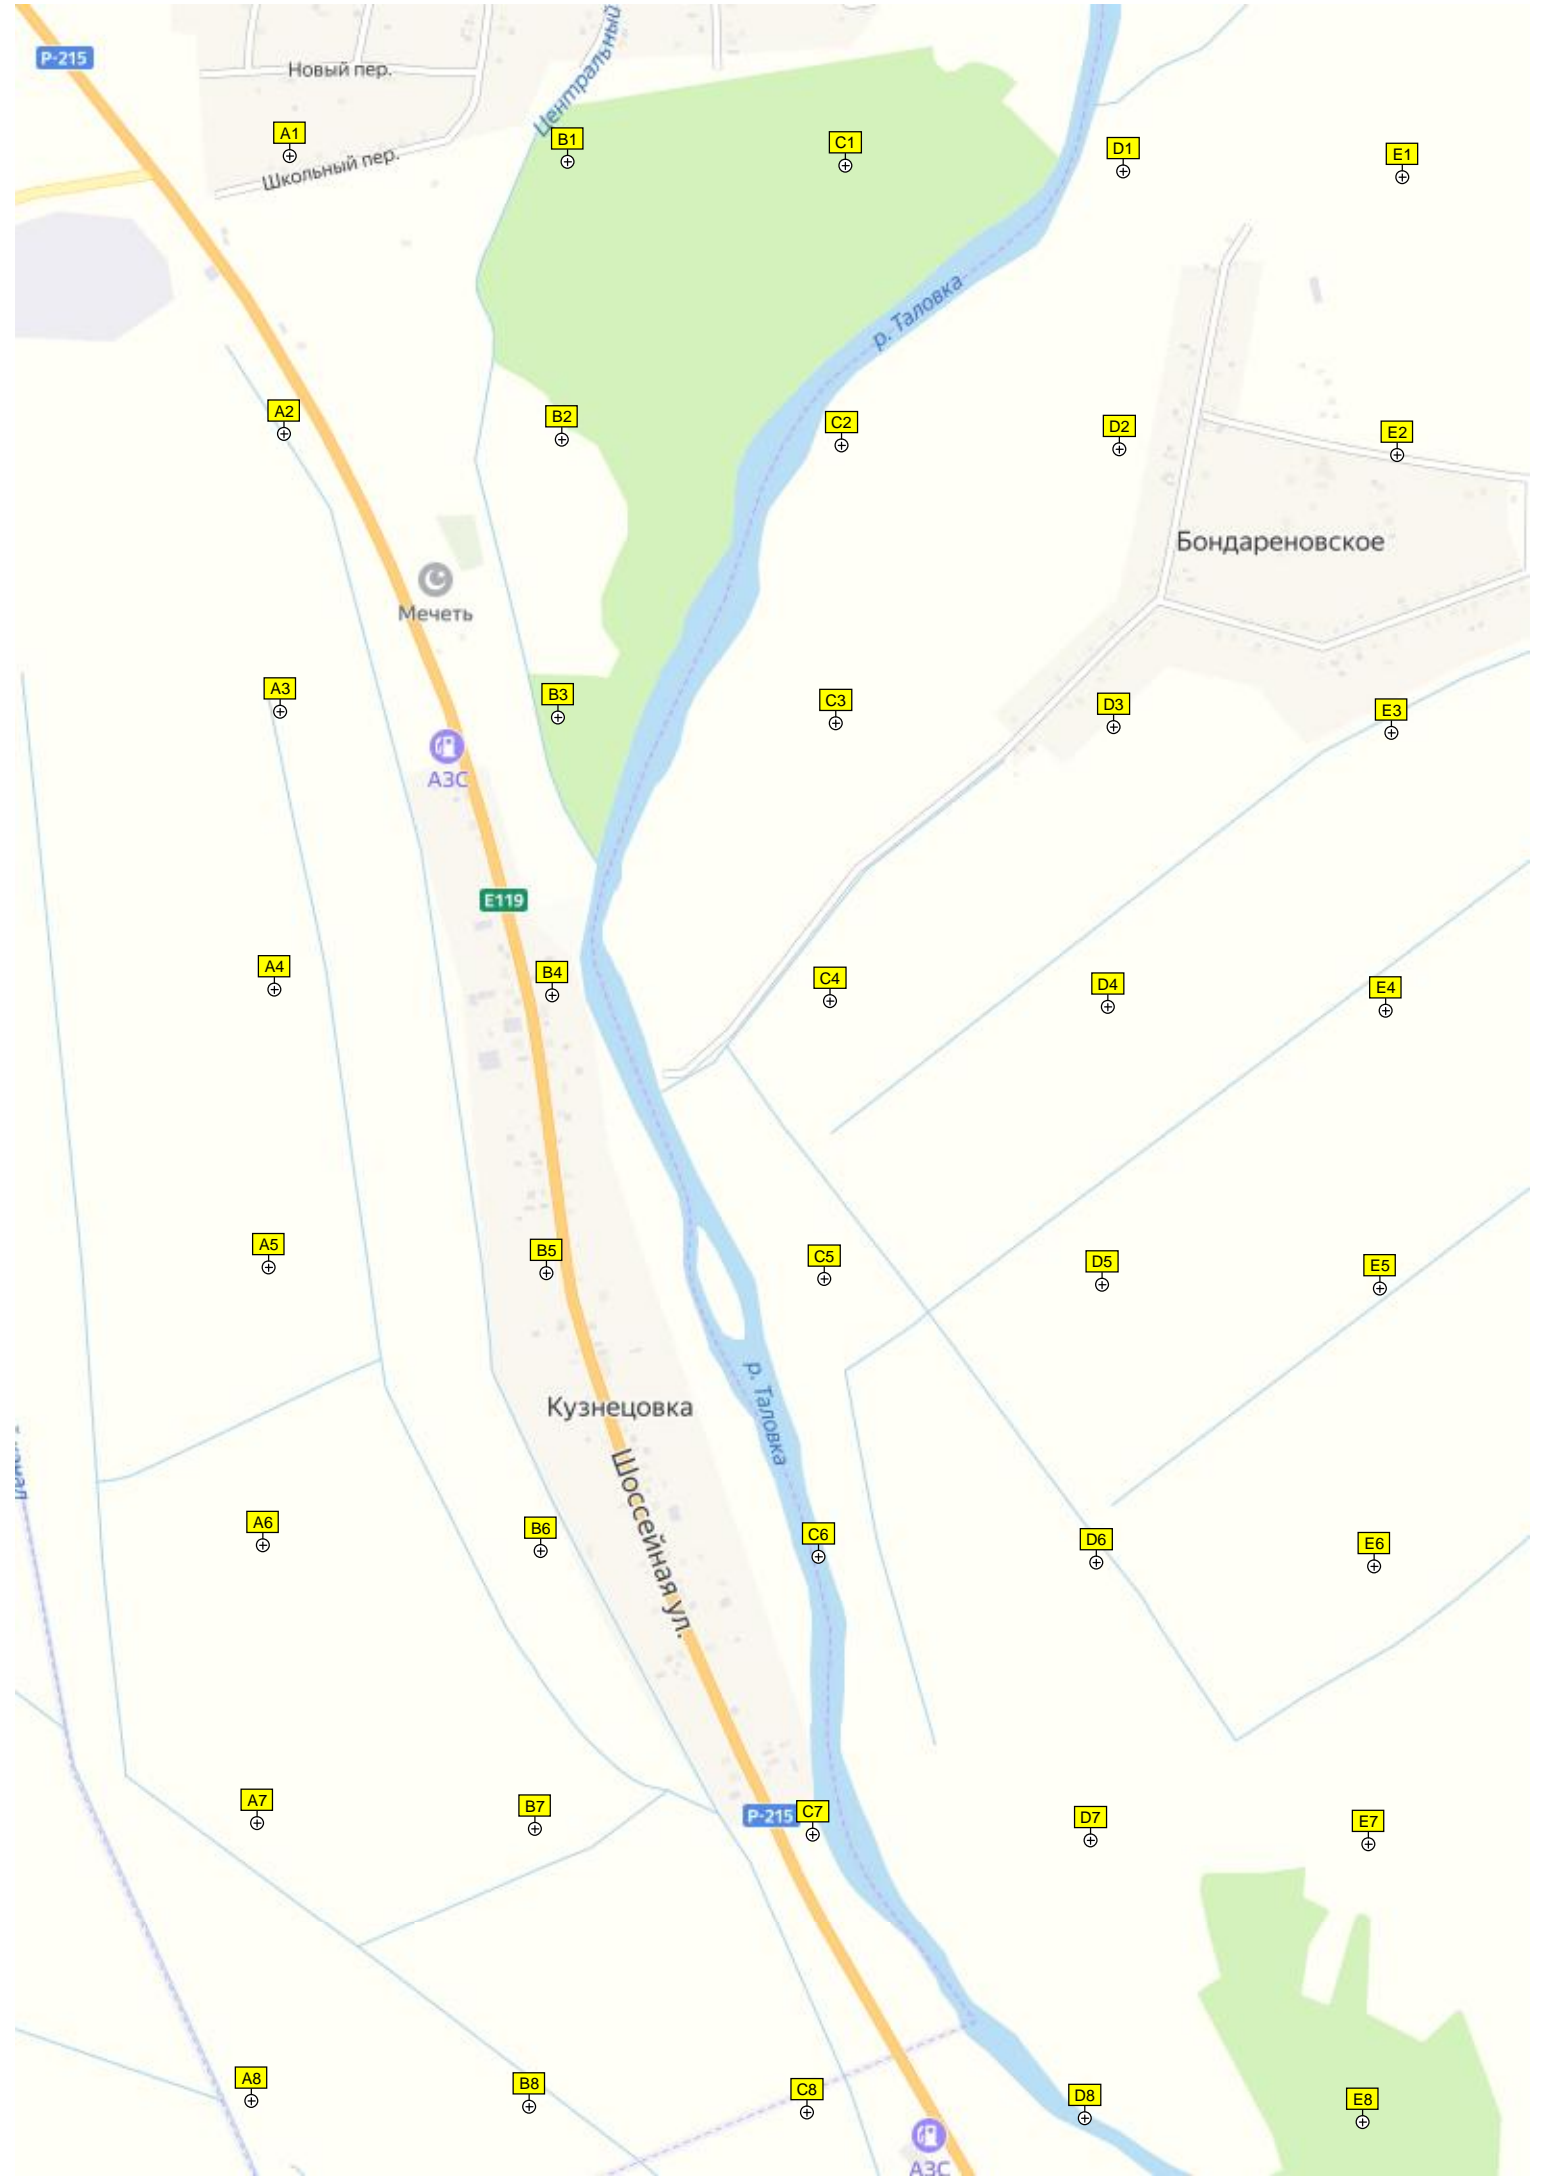 Р-215
Новый пер.
Центральный
A1
B1
C1
D1
E1
Школьный пер.
р. Таловка
A2
B2
C2
D2
E2
Бондареновское
Мечеть
A3
B3
C3
D3
E3
АЗС
E119
A4
B4
C4
D4
E4
A5
B5
C5
D5
E5
р. Таловка
Кузнецовка
Шоссейная ул.
A6
B6
C6
D6
E6
A7
B7
Р-215
C7
D7
E7
A8
B8
C8
D8
E8
АЗС